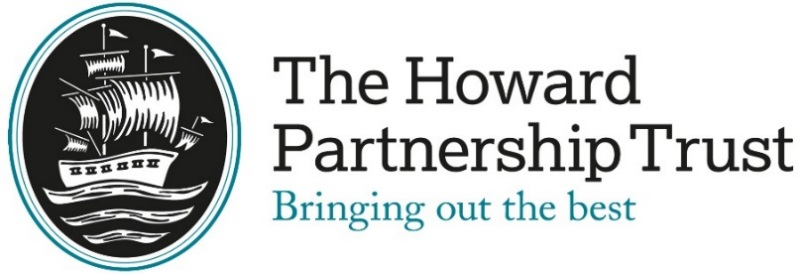 The Howard
Partnership Trust
Bringing out the best